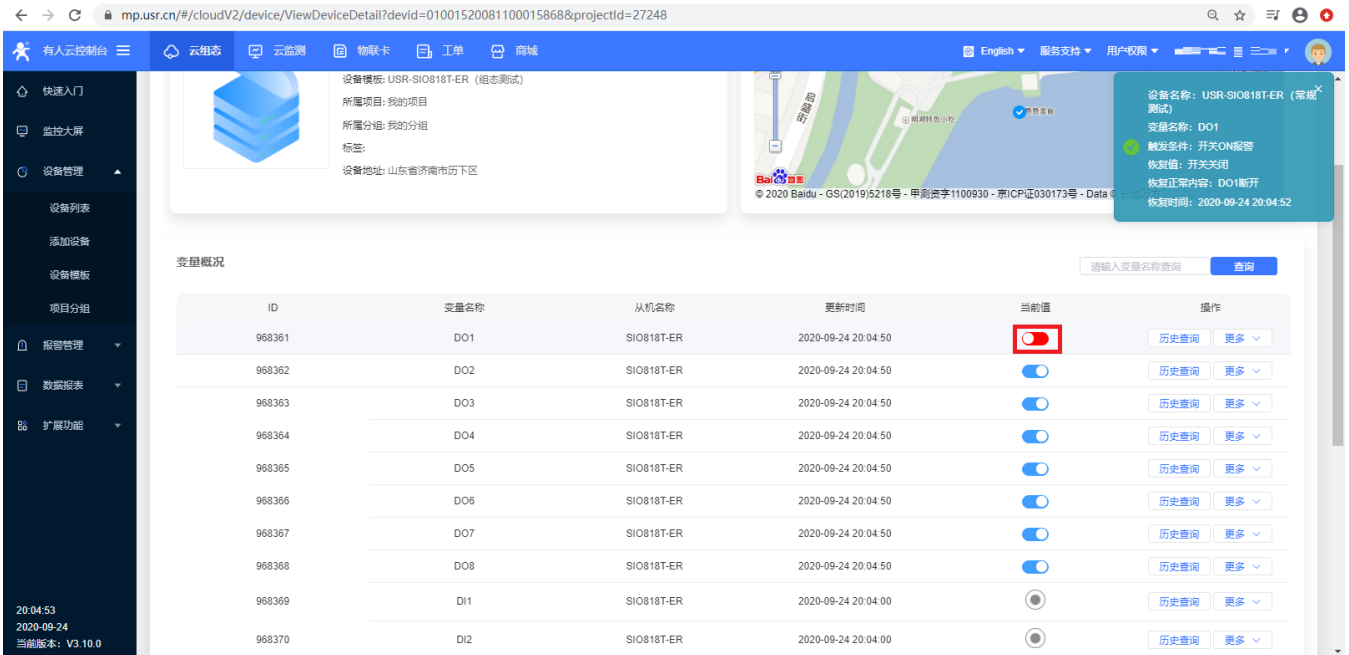 mp.usr.cn/#/cloudV2/device/ViewDeviceDetail?devid=01001520081100015868&projectId=27248
有人云控制台 云组态 云监测 物联卡 工单 商城 English 服务支持 用户权限
快速入门
监控大屏
设备管理
设备列表
添加设备
设备模板
项目分组
报警管理
数据报表
扩展功能
20:04:53
2020-09-24
当前版本：V3.10.0
设备模板: USR-SIO818T-ER（组态测试）
所属项目: 我的项目
所属分组: 我的分组
标签:
设备地址: 山东省济南市历下区
启盛街
明湖特色小吃
赞赞美食
Bai 地图
© 2020 Baidu - GS(2019)5218号 - 甲测资字1100930 - 京ICP证030173号 - Data ©
设备名称：USR-SIO818T-ER（常规
测试）
变量名称：DO1
触发条件：开关ON报警
恢复值：开关关闭
恢复正常内容：DO1断开
恢复时间：2020-09-24 20:04:52
变量概况
请输入变量名称查询 查询
ID 变量名称 从机名称 更新时间 当前值 操作
968361 DO1 SIO818T-ER 2020-09-24 20:04:50 历史查询 更多
968362 DO2 SIO818T-ER 2020-09-24 20:04:50 历史查询 更多
968363 DO3 SIO818T-ER 2020-09-24 20:04:50 历史查询 更多
968364 DO4 SIO818T-ER 2020-09-24 20:04:50 历史查询 更多
968365 DO5 SIO818T-ER 2020-09-24 20:04:50 历史查询 更多
968366 DO6 SIO818T-ER 2020-09-24 20:04:50 历史查询 更多
968367 DO7 SIO818T-ER 2020-09-24 20:04:50 历史查询 更多
968368 DO8 SIO818T-ER 2020-09-24 20:04:50 历史查询 更多
968369 DI1 SIO818T-ER 2020-09-24 20:04:00 历史查询 更多
968370 DI2 SIO818T-ER 2020-09-24 20:04:00 历史查询 更多